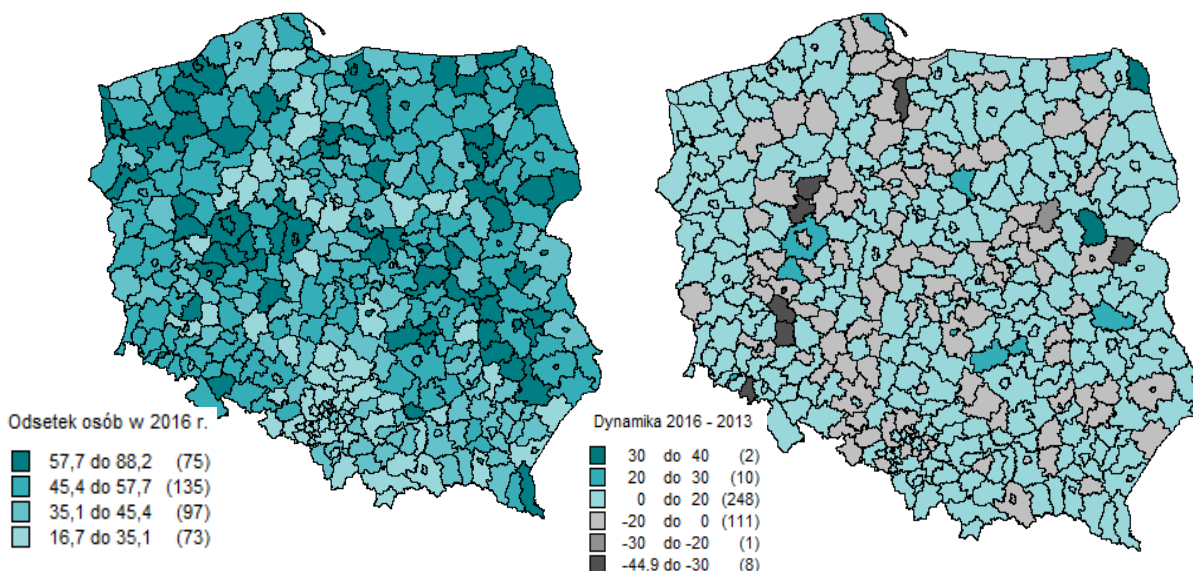 Odsetek osób w 2016 r.
57,7 do 88,2 (75)
45,4 do 57,7 (135)
35,1 do 45,4 (97)
16,7 do 35,1 (73)
Dynamika 2016 - 2013
30 do 40 (2)
20 do 30 (10)
0 do 20 (248)
-20 do 0 (111)
-30 do -20 (1)
-44,9 do -30 (8)